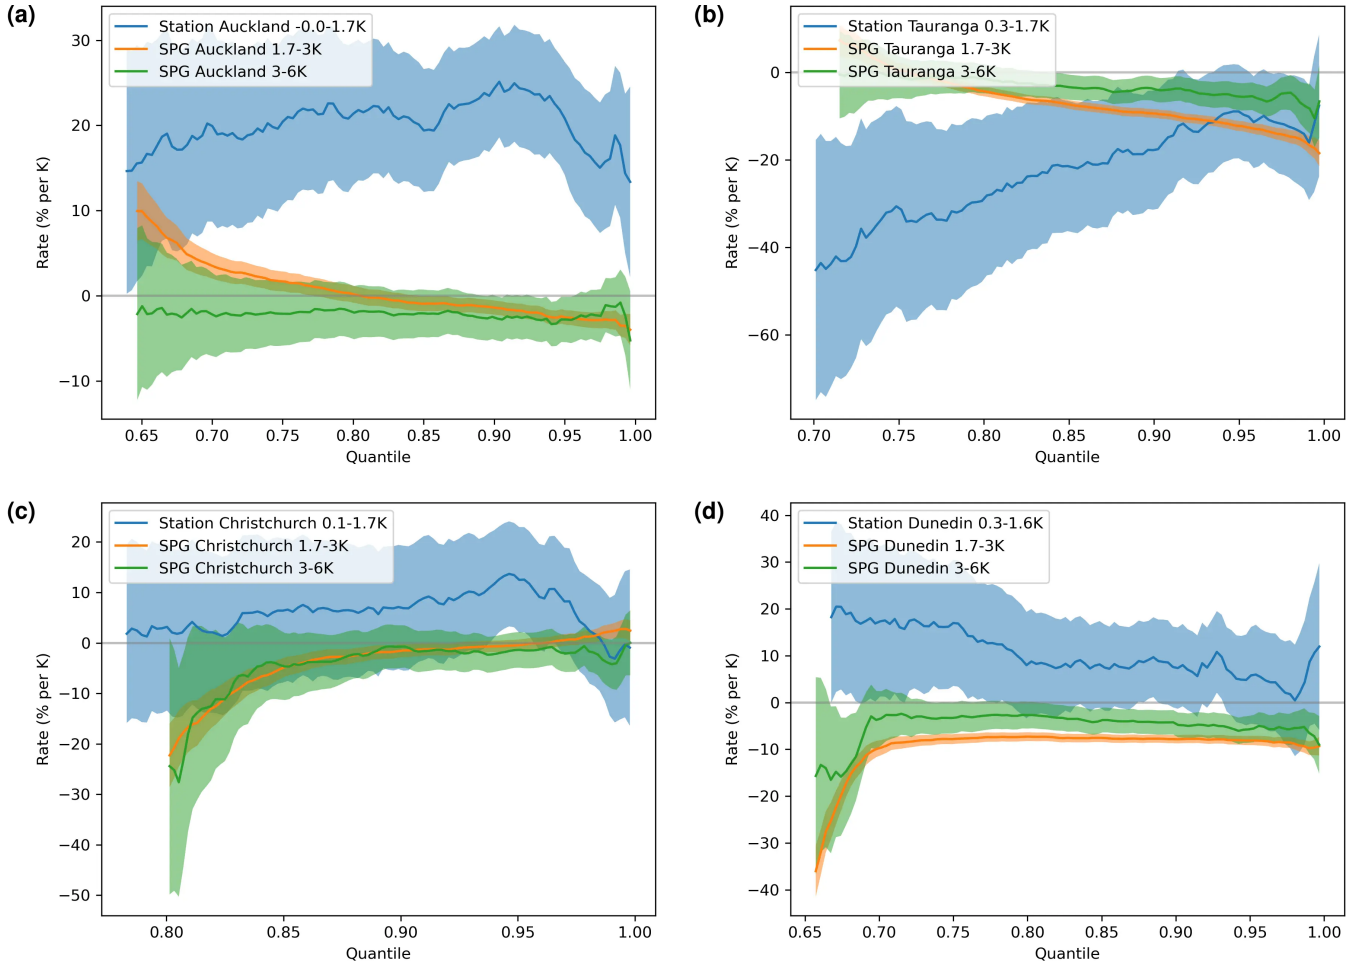 (a)
Station Auckland -0.0-1.7K
SPG Auckland 1.7-3K
SPG Auckland 3-6K
30
20
10
0
−10
Rate (% per K)
0.65 0.70 0.75 0.80 0.85 0.90 0.95 1.00
Quantile
(b)
Station Tauranga 0.3-1.7K
SPG Tauranga 1.7-3K
SPG Tauranga 3-6K
0
−20
−40
−60
Rate (% per K)
0.70 0.75 0.80 0.85 0.90 0.95 1.00
Quantile
(c)
Station Christchurch 0.1-1.7K
SPG Christchurch 1.7-3K
SPG Christchurch 3-6K
20
10
0
−10
−20
−30
−40
−50
Rate (% per K)
0.80 0.85 0.90 0.95 1.00
Quantile
(d)
Station Dunedin 0.3-1.6K
SPG Dunedin 1.7-3K
SPG Dunedin 3-6K
40
30
20
10
0
−10
−20
−30
−40
Rate (% per K)
0.65 0.70 0.75 0.80 0.85 0.90 0.95 1.00
Quantile